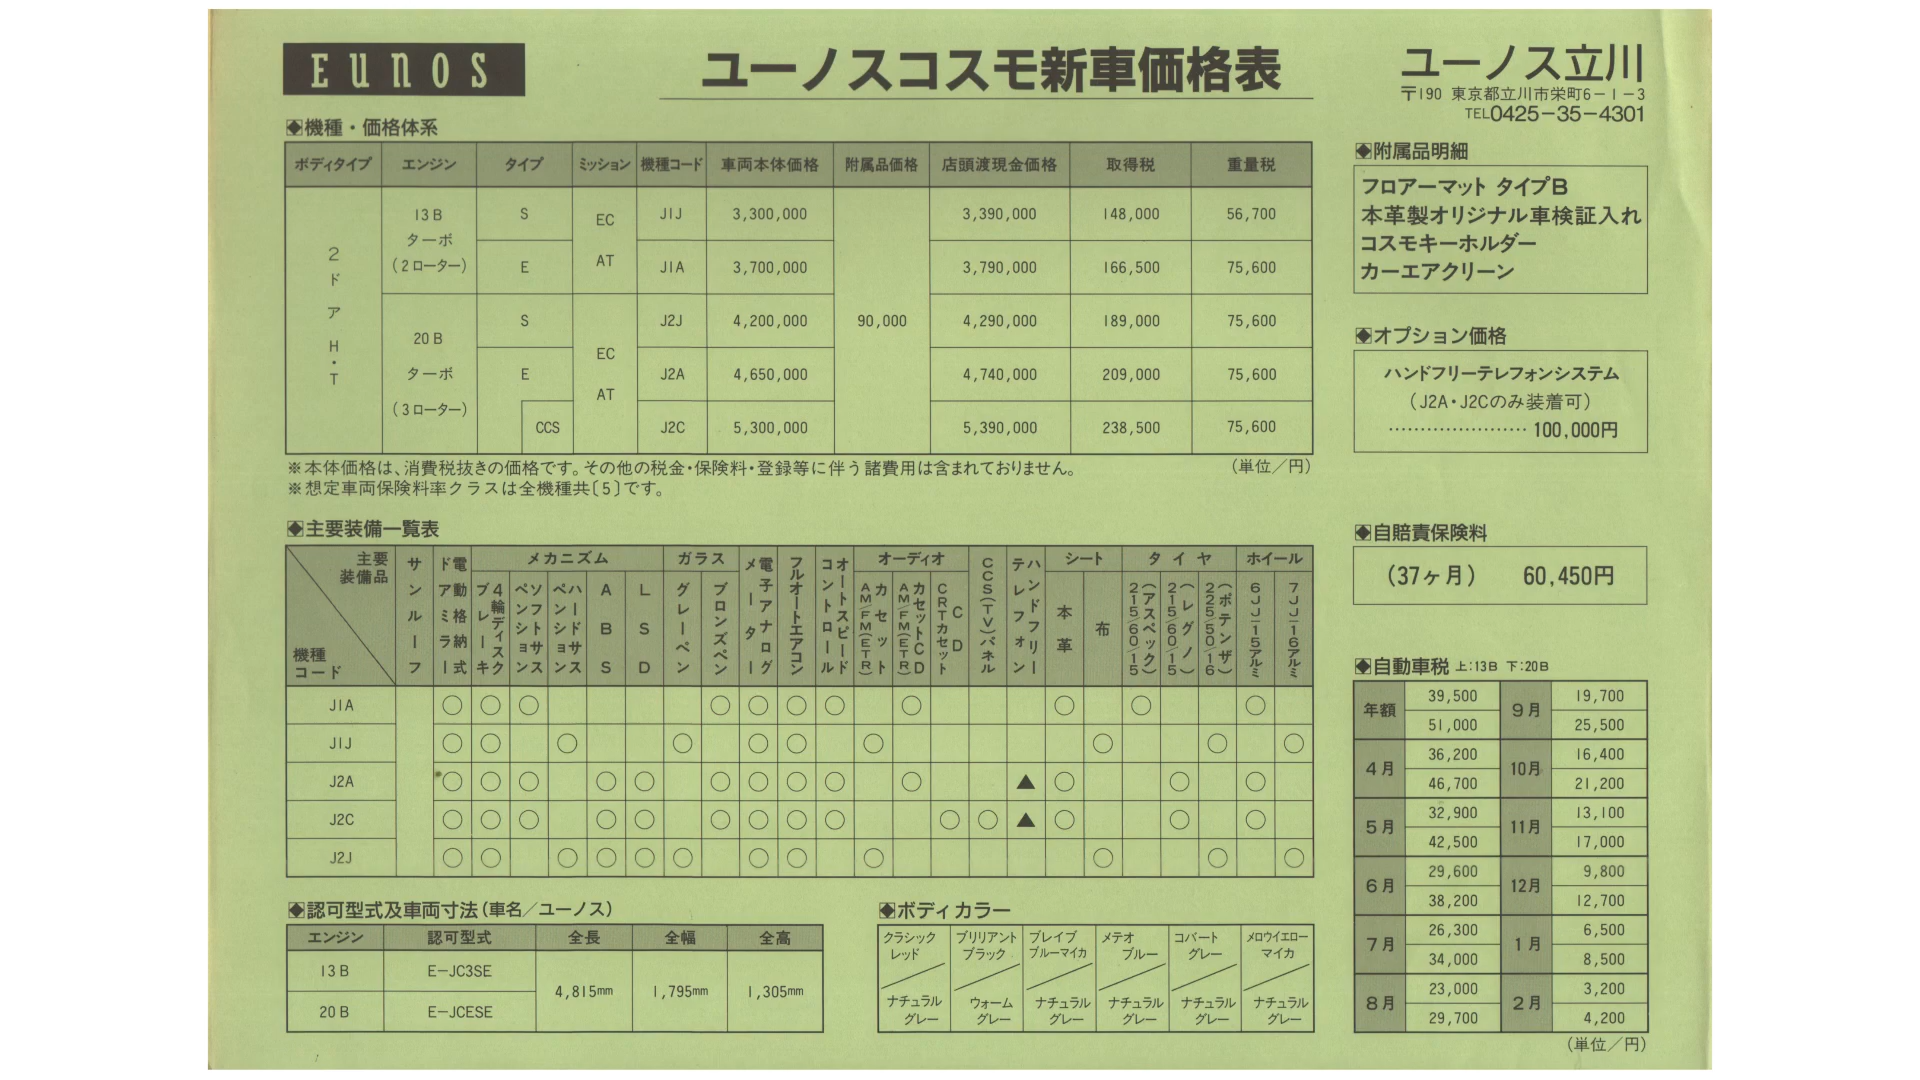 EUNOS
ユーノスコスモ新車価格表
ユーノス立川
〒190 東京都立川市栄町6-1-3
TEL0425-35-4301
◆機種・価格体系
ボディタイプ エンジン タイプ ミッション 機種コード 車両本体価格 附属品価格 店頭渡現金価格 取得税 重量税
2ドアH・T
13B ターボ (2ローター)
EC AT
S J1J 3,300,000 3,390,000 148,000 56,700
E J1A 3,700,000 3,790,000 166,500 75,600
20B ターボ (3ローター)
EC AT
90,000
S J2J 4,200,000 4,290,000 189,000 75,600
E J2A 4,650,000 4,740,000 209,000 75,600
CCS J2C 5,300,000 5,390,000 238,500 75,600
※本体価格は、消費税抜きの価格です。その他の税金・保険料・登録等に伴う諸費用は含まれておりません。 (単位/円)
※想定車両保険料率クラスは全機種共〔5〕です。
◆附属品明細
フロアーマット タイプB
本革製オリジナル車検証入れ
コスモキーホルダー
カーエアクリーン
◆オプション価格
ハンドフリーテレフォンシステム
(J2A・J2Cのみ装着可)
······················ 100,000円
◆主要装備一覧表
主要装備品
機種コード
サンルーフ
電動格納式ドアミラー
メカニズム
4輪ディスクブレーキ
ソフトサスペンション
ハードサスペンション
ABS
LSD
ガラス
グレーペン
ブロンズペン
電子アナログメーター
フルオートエアコン
オートスピードコントロール
オーディオ
カセットAM/FM(ETR)
カセットCD AM/FM(ETR)
CD CRTカセット
CCS(TV)パネル
ハンドフリーテレフォン
シート
本革
布
タイヤ
(アスペック)215/60/15
(レグノ)215/60/15
(ポテンザ)225/50/16
ホイール
6JJ-15アルミ
7JJ-16アルミ
J1A ○ ○ ○ ○ ○ ○ ○ ○ ○ ○ ○
J1J ○ ○ ○ ○ ○ ○ ○ ○ ○ ○
J2A ○ ○ ○ ○ ○ ○ ○ ○ ○ ○ ▲ ○ ○ ○
J2C ○ ○ ○ ○ ○ ○ ○ ○ ○ ○ ○ ▲ ○ ○ ○
J2J ○ ○ ○ ○ ○ ○ ○ ○ ○ ○ ○ ○
◆自賠責保険料
(37ヶ月) 60,450円
◆自動車税 上:13B 下:20B
年額 39,500 9月 19,700
51,000 25,500
4月 36,200 10月 16,400
46,700 21,200
5月 32,900 11月 13,100
42,500 17,000
6月 29,600 12月 9,800
38,200 12,700
7月 26,300 1月 6,500
34,000 8,500
8月 23,000 2月 3,200
29,700 4,200
(単位/円)
◆認可型式及車両寸法(車名/ユーノス)
エンジン 認可型式 全長 全幅 全高
13B E-JC3SE
4,815mm 1,795mm 1,305mm
20B E-JCESE
◆ボディカラー
クラシックレッド/ナチュラルグレー
ブリリアントブラック/ウォームグレー
ブレイブブルーマイカ/ナチュラルグレー
メテオブルー/ナチュラルグレー
コバートグレー/ナチュラルグレー
メロウイエローマイカ/ナチュラルグレー